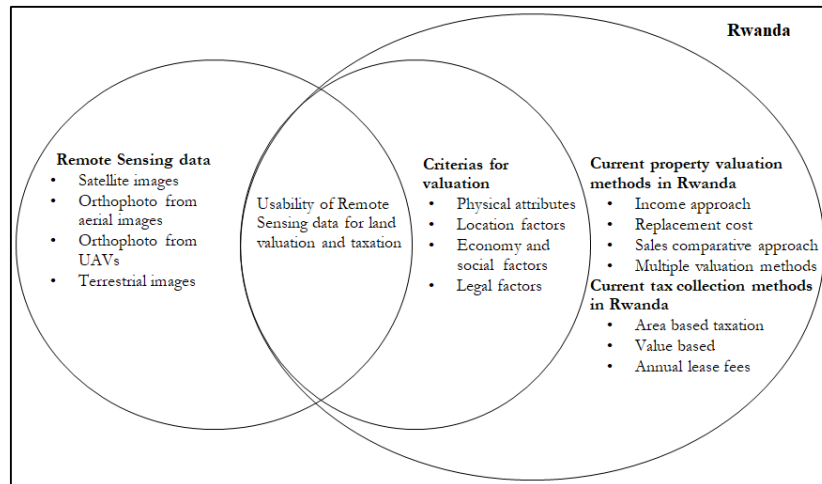 Rwanda
Remote Sensing data
• Satellite images
• Orthophoto from
aerial images
• Orthophoto from
UAVs
• Terrestrial images
Usability of Remote
Sensing data for land
valuation and taxation
Criterias for
valuation
• Physical attributes
• Location factors
• Economy and
social factors
• Legal factors
Current property valuation
methods in Rwanda
• Income approach
• Replacement cost
• Sales comparative approach
• Multiple valuation methods
Current tax collection methods
in Rwanda
• Area based taxation
• Value based
• Annual lease fees